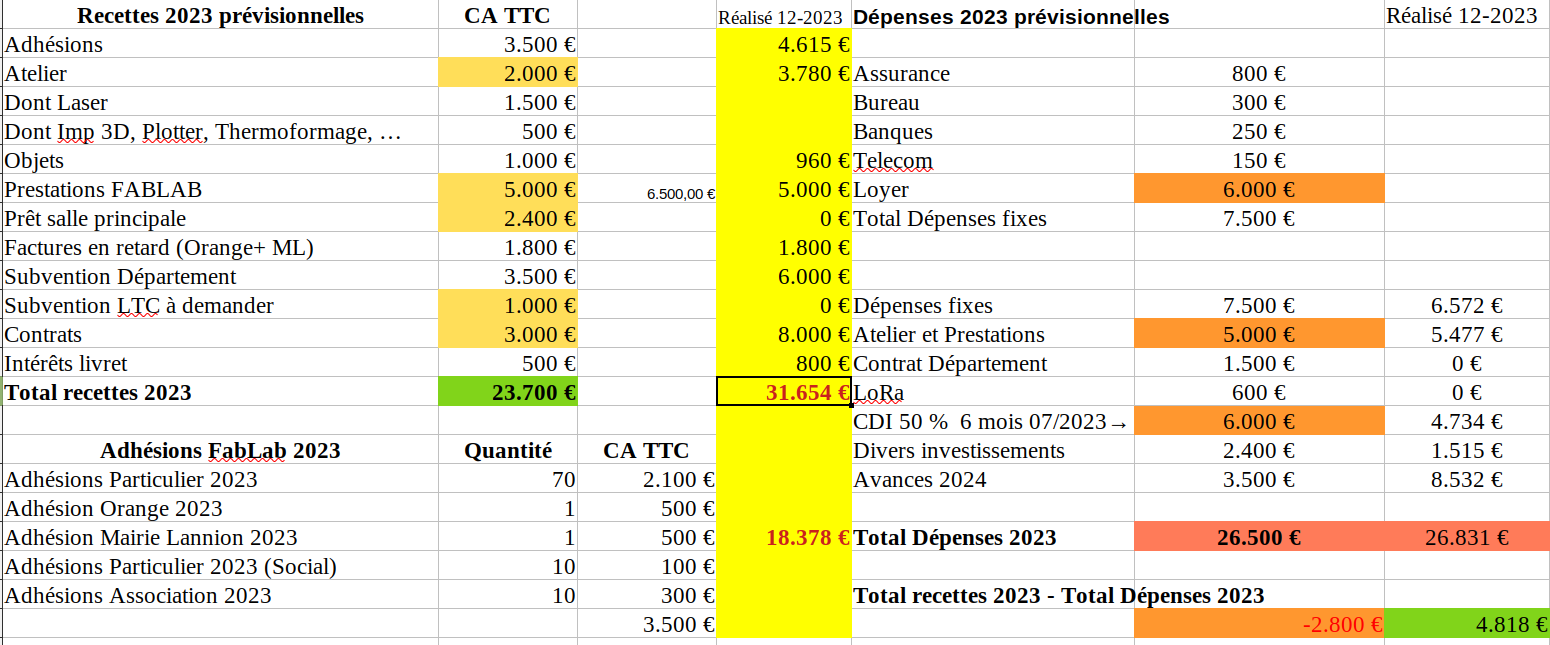 Recettes 2023 prévisionnelles CA TTC Réalisé 12-2023 Dépenses 2023 prévisionnelles Réalisé 12-2023
Adhésions 3.500 € 4.615 €
Atelier 2.000 € 3.780 € Assurance 800 €
Dont Laser 1.500 € Bureau 300 €
Dont Imp 3D, Plotter, Thermoformage, … 500 € Banques 250 €
Objets 1.000 € 960 € Telecom 150 €
Prestations FABLAB 5.000 € 6.500,00 € 5.000 € Loyer 6.000 €
Prêt salle principale 2.400 € 0 € Total Dépenses fixes 7.500 €
Factures en retard (Orange+ ML) 1.800 € 1.800 €
Subvention Département 3.500 € 6.000 €
Subvention LTC à demander 1.000 € 0 € Dépenses fixes 7.500 € 6.572 €
Contrats 3.000 € 8.000 € Atelier et Prestations 5.000 € 5.477 €
Intérêts livret 500 € 800 € Contrat Département 1.500 € 0 €
Total recettes 2023 23.700 € 31.654 € LoRa 600 € 0 €
CDI 50 % 6 mois 07/2023→ 6.000 € 4.734 €
Adhésions FabLab 2023 Quantité CA TTC Divers investissements 2.400 € 1.515 €
Adhésions Particulier 2023 70 2.100 € Avances 2024 3.500 € 8.532 €
Adhésion Orange 2023 1 500 €
Adhésion Mairie Lannion 2023 1 500 € 18.378 € Total Dépenses 2023 26.500 € 26.831 €
Adhésions Particulier 2023 (Social) 10 100 €
Adhésions Association 2023 10 300 € Total recettes 2023 - Total Dépenses 2023
3.500 € -2.800 € 4.818 €